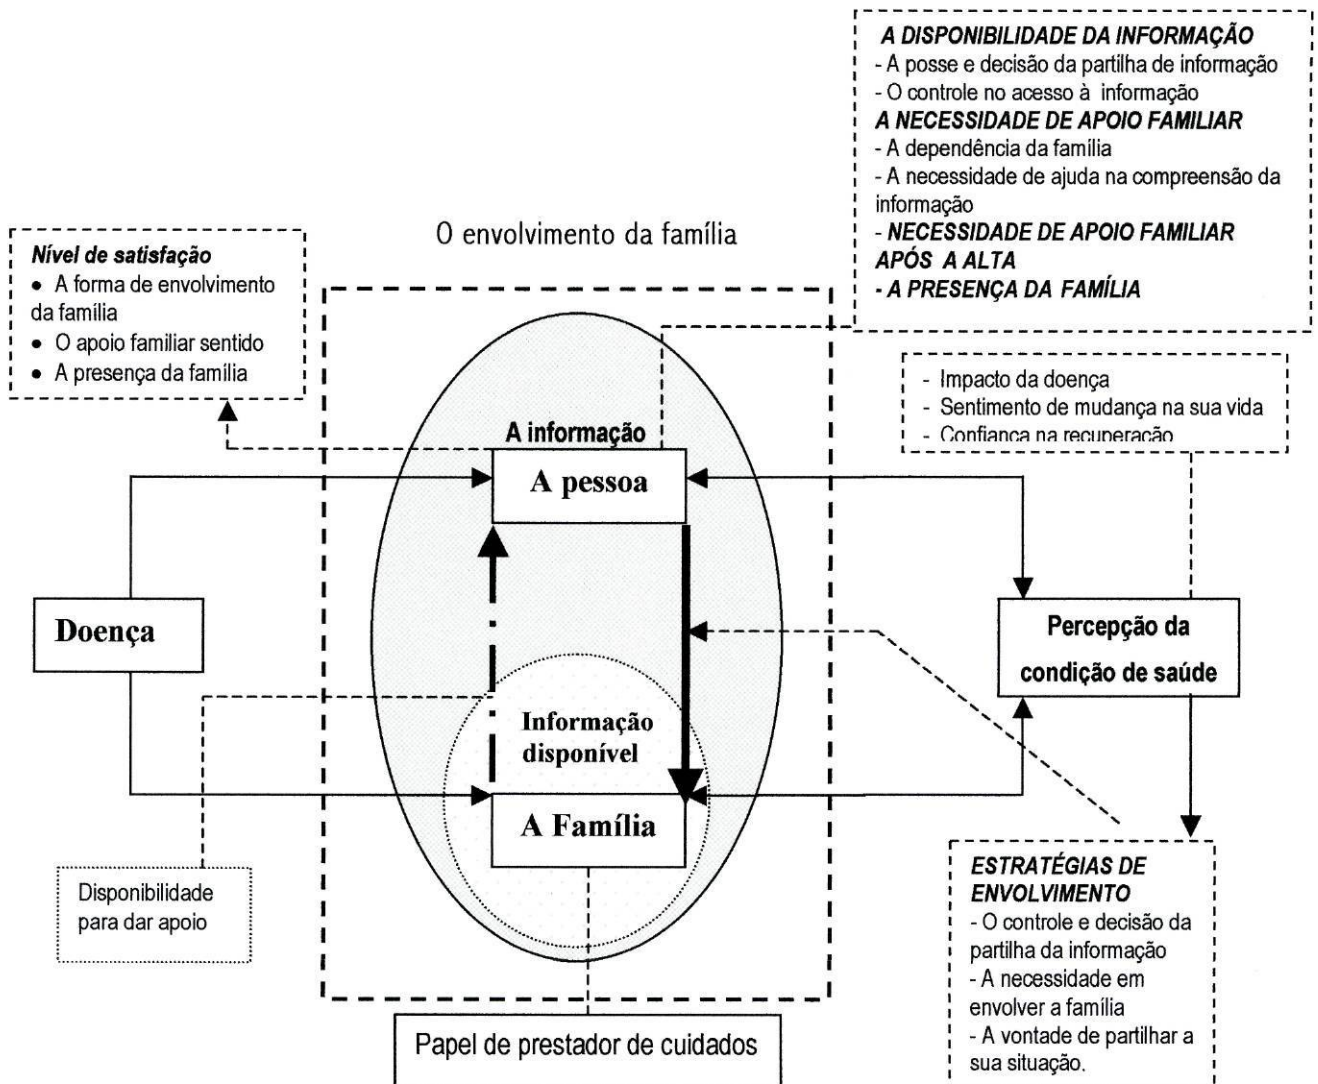 A DISPONIBILIDADE DA INFORMAÇÃO
- A posse e decisão da partilha de informação
- O controle no acesso à informação
A NECESSIDADE DE APOIO FAMILIAR
- A dependência da família
- A necessidade de ajuda na compreensão da
informação
- NECESSIDADE DE APOIO FAMILIAR
APÓS A ALTA
- A PRESENÇA DA FAMÍLIA
O envolvimento da família
Nível de satisfação
• A forma de envolvimento
da família
• O apoio familiar sentido
• A presença da família
- Impacto da doença
- Sentimento de mudança na sua vida
- Confiança na recuperação
A informação
A pessoa
Doença
Percepção da
condição de saúde
Informação
disponível
A Família
Disponibilidade
para dar apoio
ESTRATÉGIAS DE
ENVOLVIMENTO
- O controle e decisão da
partilha da informação
- A necessidade em
envolver a família
- A vontade de partilhar a
sua situação.
Papel de prestador de cuidados